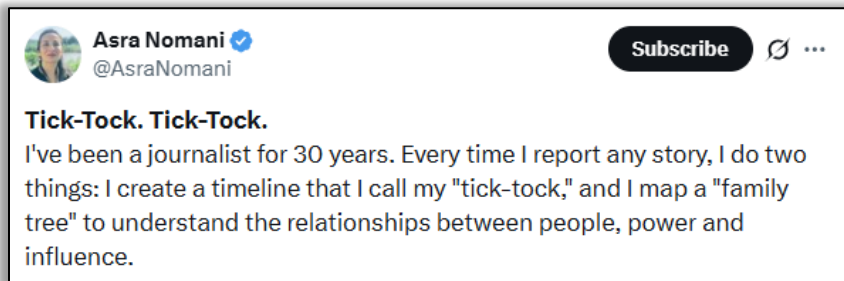 Asra Nomani
@AsraNomani
Subscribe
Tick-Tock. Tick-Tock.
I've been a journalist for 30 years. Every time I report any story, I do two
things: I create a timeline that I call my "tick-tock," and I map a "family
tree" to understand the relationships between people, power and
influence.